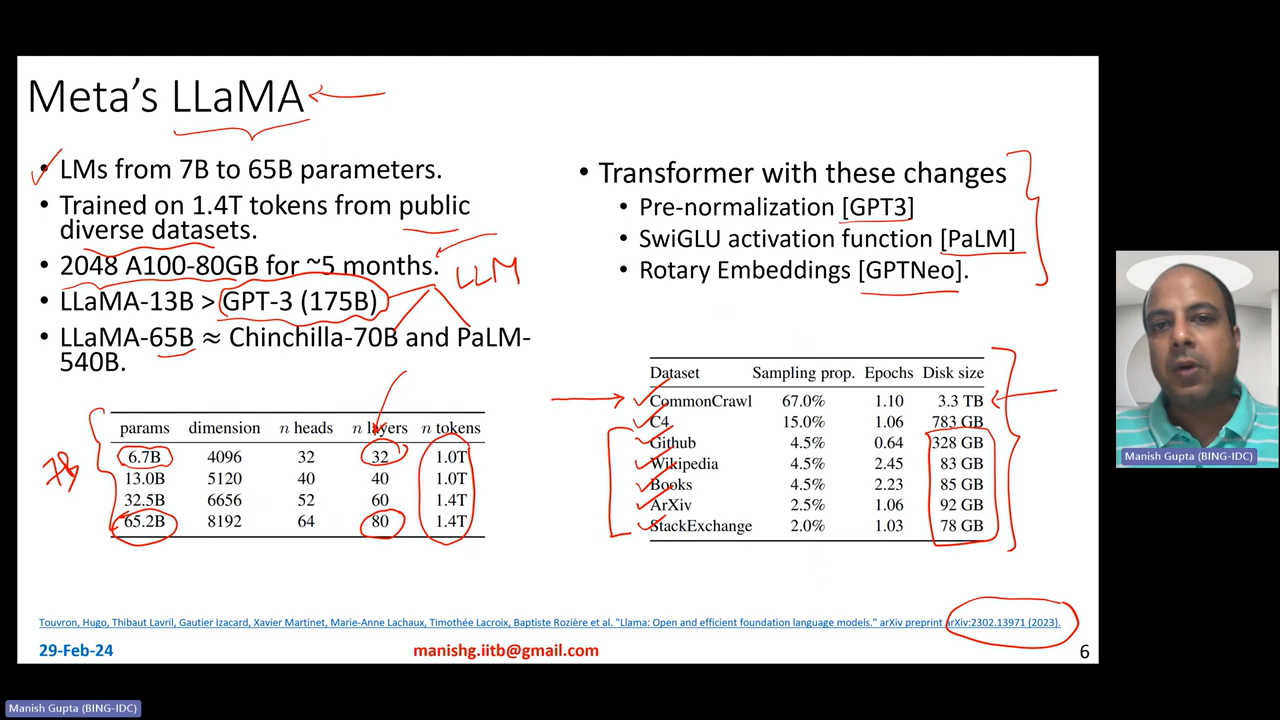 Meta's LLaMA
• LMs from 7B to 65B parameters.
• Trained on 1.4T tokens from public
diverse datasets.
• 2048 A100-80GB for ~5 months.
LLM
• LLaMA-13B > GPT-3 (175B)
• LLaMA-65B ≈ Chinchilla-70B and PaLM-
540B.
params dimension n heads n layers n tokens
6.7B 4096 32 32 1.0T
7B
13.0B 5120 40 40 1.0T
32.5B 6656 52 60 1.4T
65.2B 8192 64 80 1.4T
• Transformer with these changes
• Pre-normalization [GPT3]
• SwiGLU activation function [PaLM]
• Rotary Embeddings [GPTNeo].
Dataset Sampling prop. Epochs Disk size
CommonCrawl 67.0% 1.10 3.3 TB
C4 15.0% 1.06 783 GB
Github 4.5% 0.64 328 GB
Wikipedia 4.5% 2.45 83 GB
Books 4.5% 2.23 85 GB
ArXiv 2.5% 1.06 92 GB
StackExchange 2.0% 1.03 78 GB
Touvron, Hugo, Thibaut Lavril, Gautier Izacard, Xavier Martinet, Marie-Anne Lachaux, Timothée Lacroix, Baptiste Rozière et al. "Llama: Open and efficient foundation language models." arXiv preprint arXiv:2302.13971 (2023).
29-Feb-24 manishg.iitb@gmail.com 6
Manish Gupta (BING-IDC)
Manish Gupta (BING-IDC)